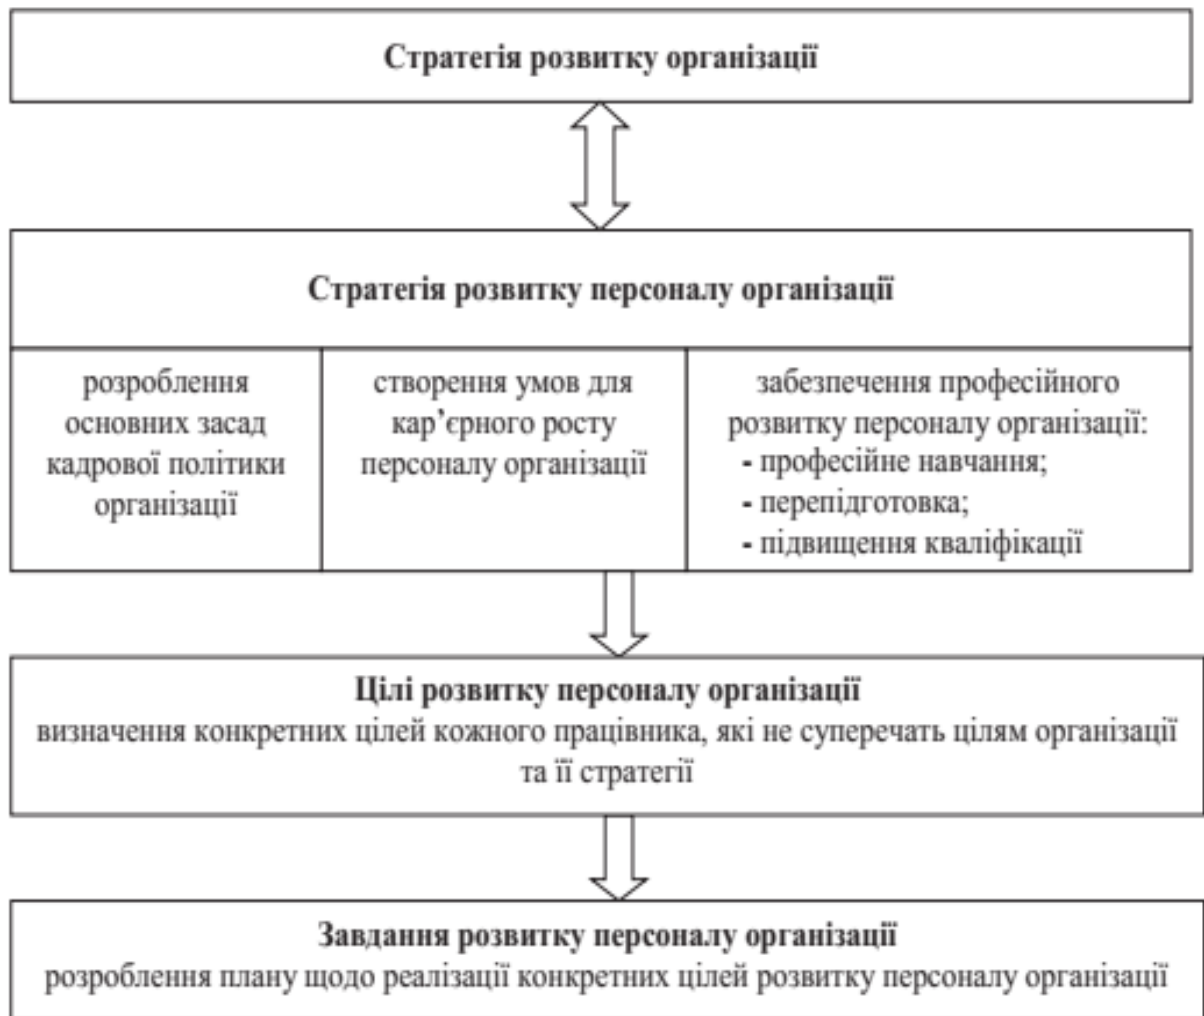 Стратегія розвитку організації
Стратегія розвитку персоналу організації
розроблення
основних засад
кадрової політики
організації
створення умов для
кар’єрного росту
персоналу організації
забезпечення професійного
розвитку персоналу організації:
- професійне навчання;
- перепідготовка;
- підвищення кваліфікації
Цілі розвитку персоналу організації
визначення конкретних цілей кожного працівника, які не суперечать цілям організації
та її стратегії
Завдання розвитку персоналу організації
розроблення плану щодо реалізації конкретних цілей розвитку персоналу організації